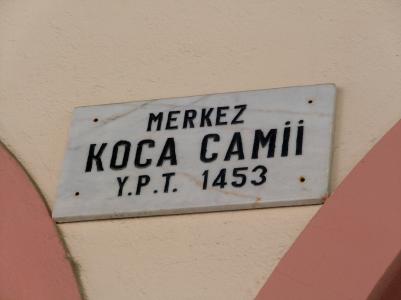 MERKEZ
KOCA CAMİİ
Y.P.T. 1453